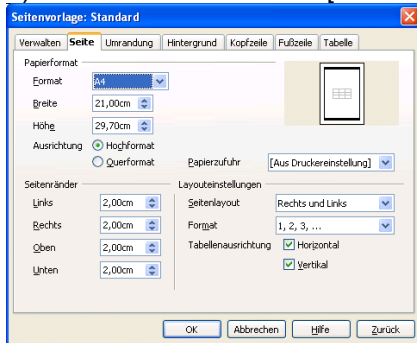 Seitenvorlage: Standard
Verwalten Seite Umrandung Hintergrund Kopfzeile Fußzeile Tabelle
Papierformat
Format A4
Breite 21,00cm
Höhe 29,70cm
Ausrichtung Hochformat
Querformat Papierzufuhr [Aus Druckereinstellung]
Seitenränder Layouteinstellungen
Links 2,00cm Seitenlayout Rechts und Links
Rechts 2,00cm Format 1, 2, 3, ...
Oben 2,00cm Tabellenausrichtung Horizontal
Unten 2,00cm Vertikal
OK Abbrechen Hilfe Zurück